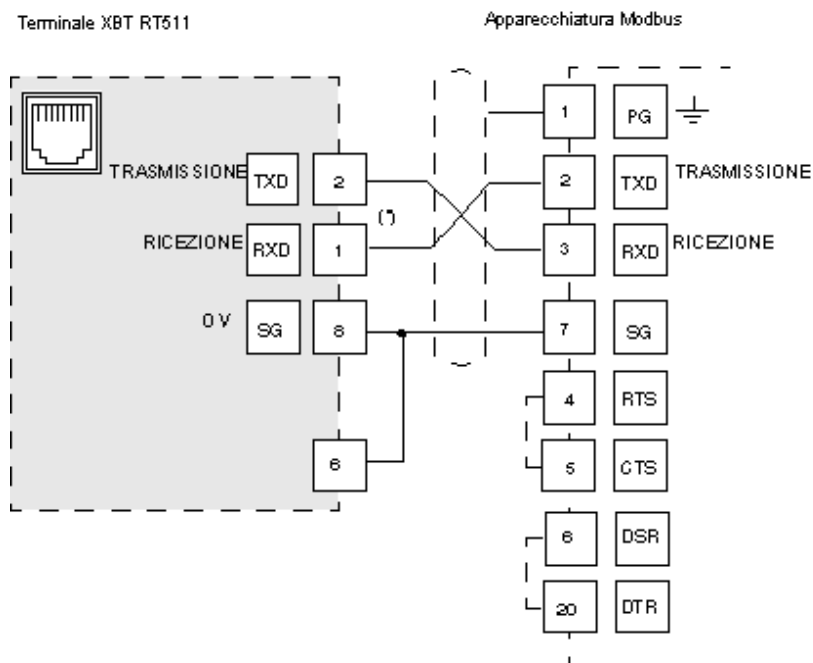 Terminale XBT RT511
Apparecchiatura Modbus
1 PG
TRASMISSIONE TXD 2
2 TXD TRASMISSIONE
(*)
RICEZIONE RXD 1
3 RXD RICEZIONE
0 V SG 8
7 SG
4 RTS
6
5 CTS
6 DSR
20 DTR